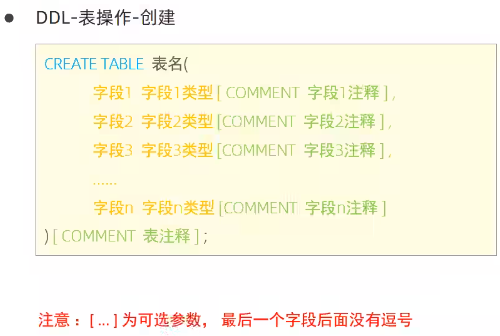 ● DDL-表操作-创建
CREATE TABLE 表名(
字段1 字段1类型[ COMMENT 字段1注释 ],
字段2 字段2类型[COMMENT 字段2注释 ],
字段3 字段3类型[COMMENT 字段3注释 ],
......
字段n 字段n类型[COMMENT 字段n注释 ]
)[ COMMENT 表注释 ] ;
注意：[ ... ] 为可选参数，最后一个字段后面没有逗号